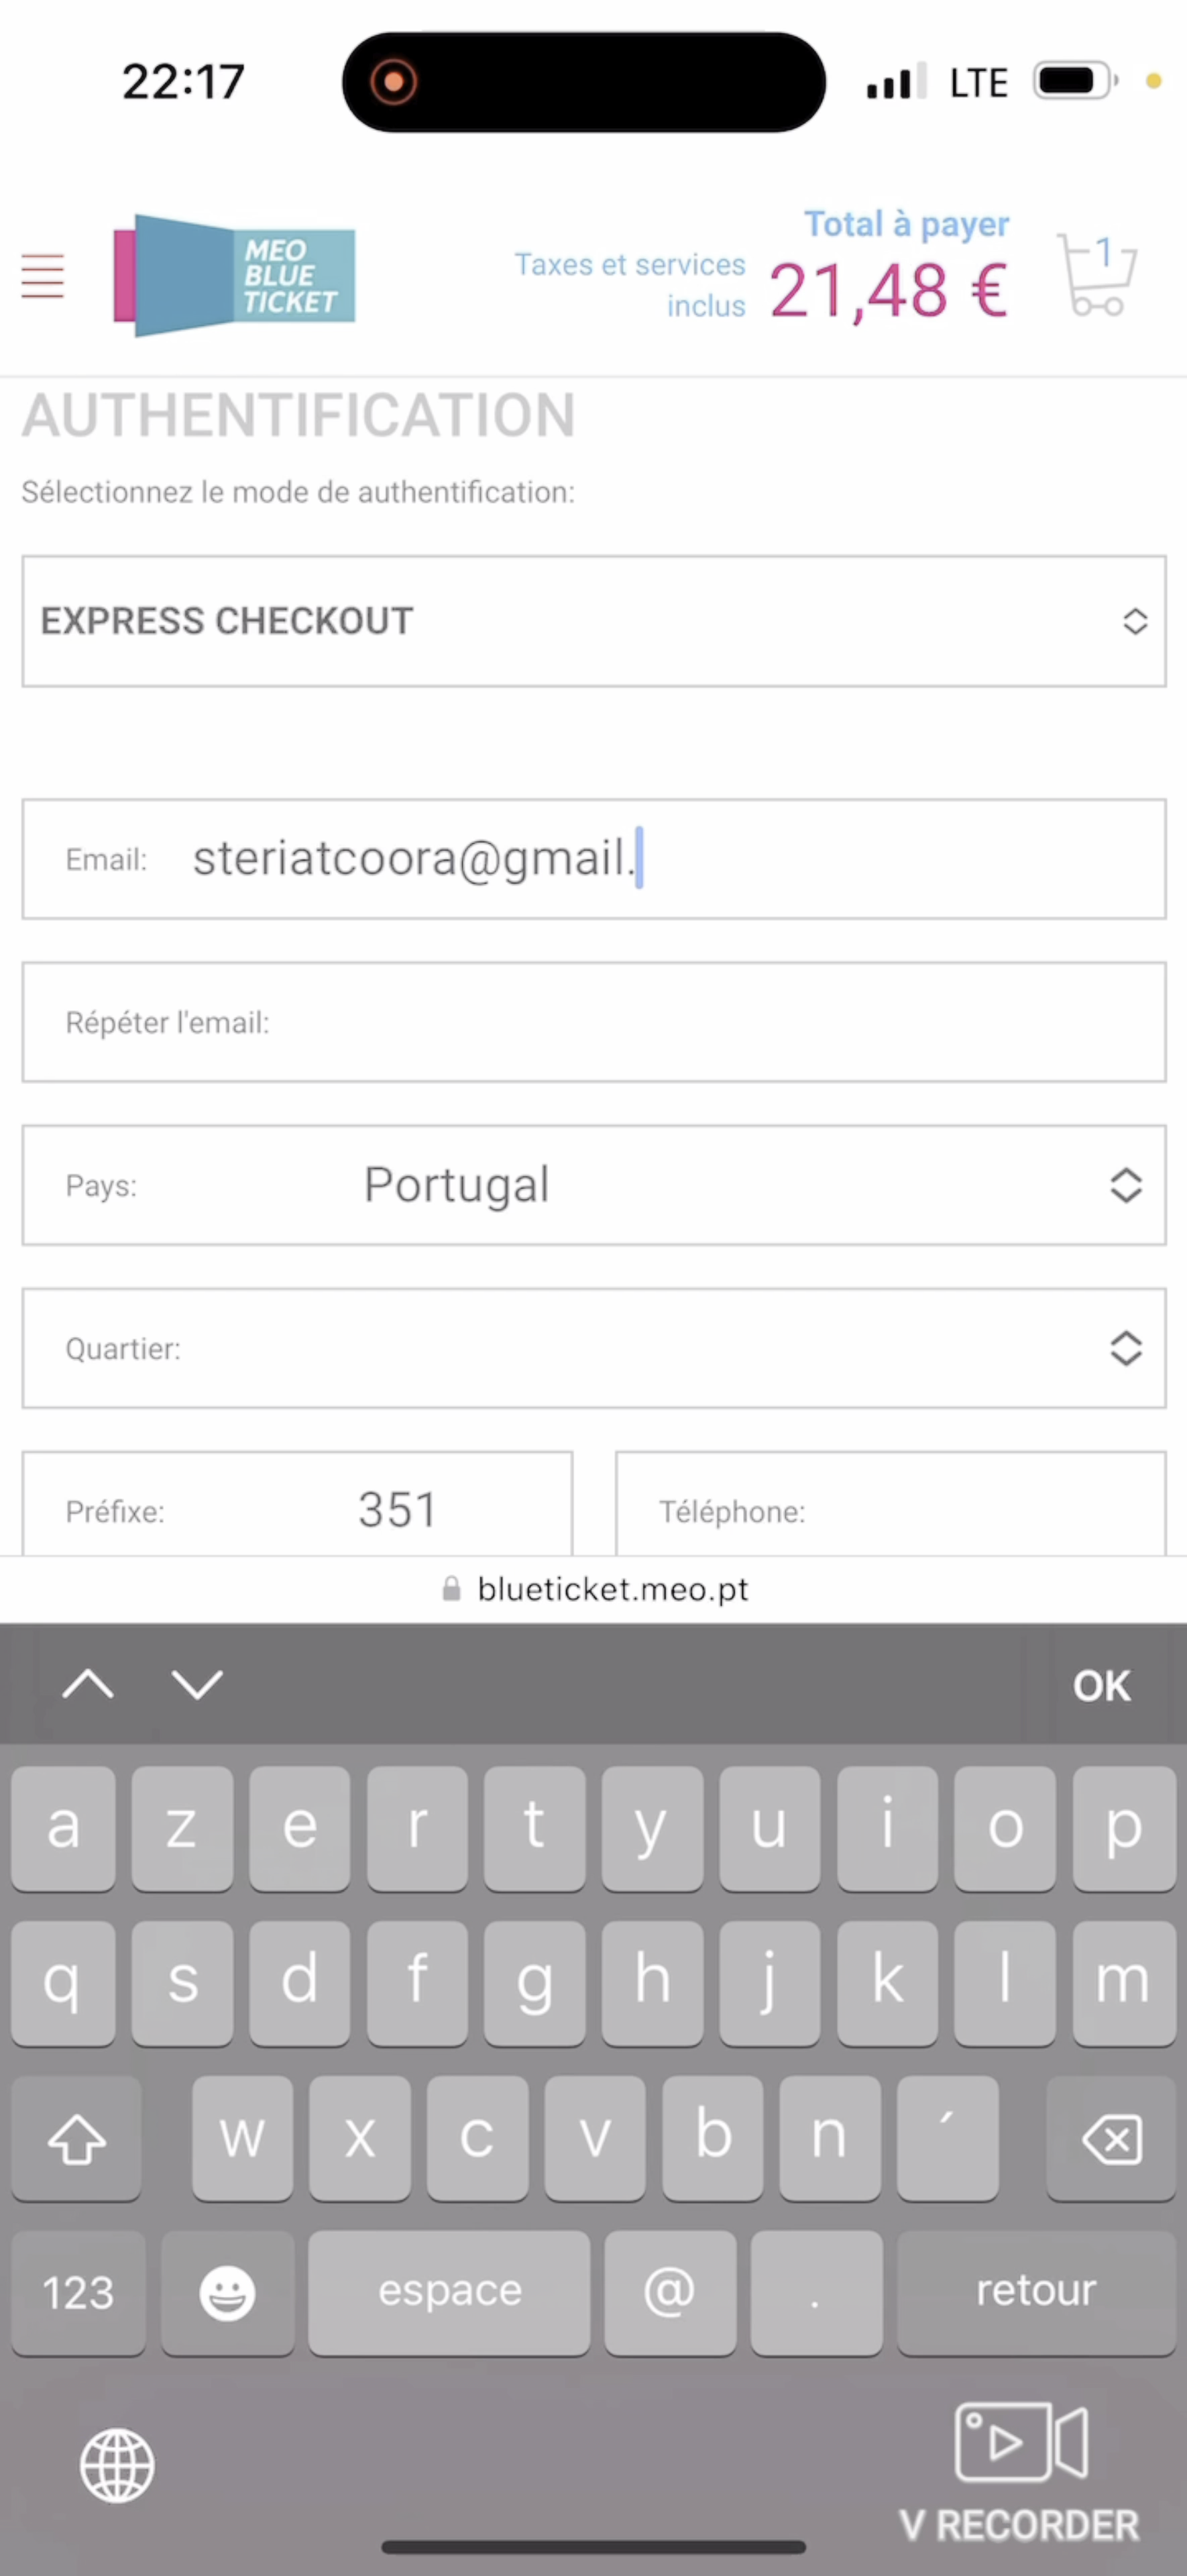 22:17
LTE
MEO
BLUE
TICKET
Total à payer
Taxes et services
inclus
21,48 €
1
AUTHENTIFICATION
Sélectionnez le mode de authentification:
EXPRESS CHECKOUT
Email: steriatcoora@gmail.
Répéter l'email:
Pays: Portugal
Quartier:
Préfixe: 351 Téléphone:
blueticket.meo.pt
OK
a z e r t y u i o p
q s d f g h j k l m
w x c v b n ´
123 espace @ . retour
V RECORDER